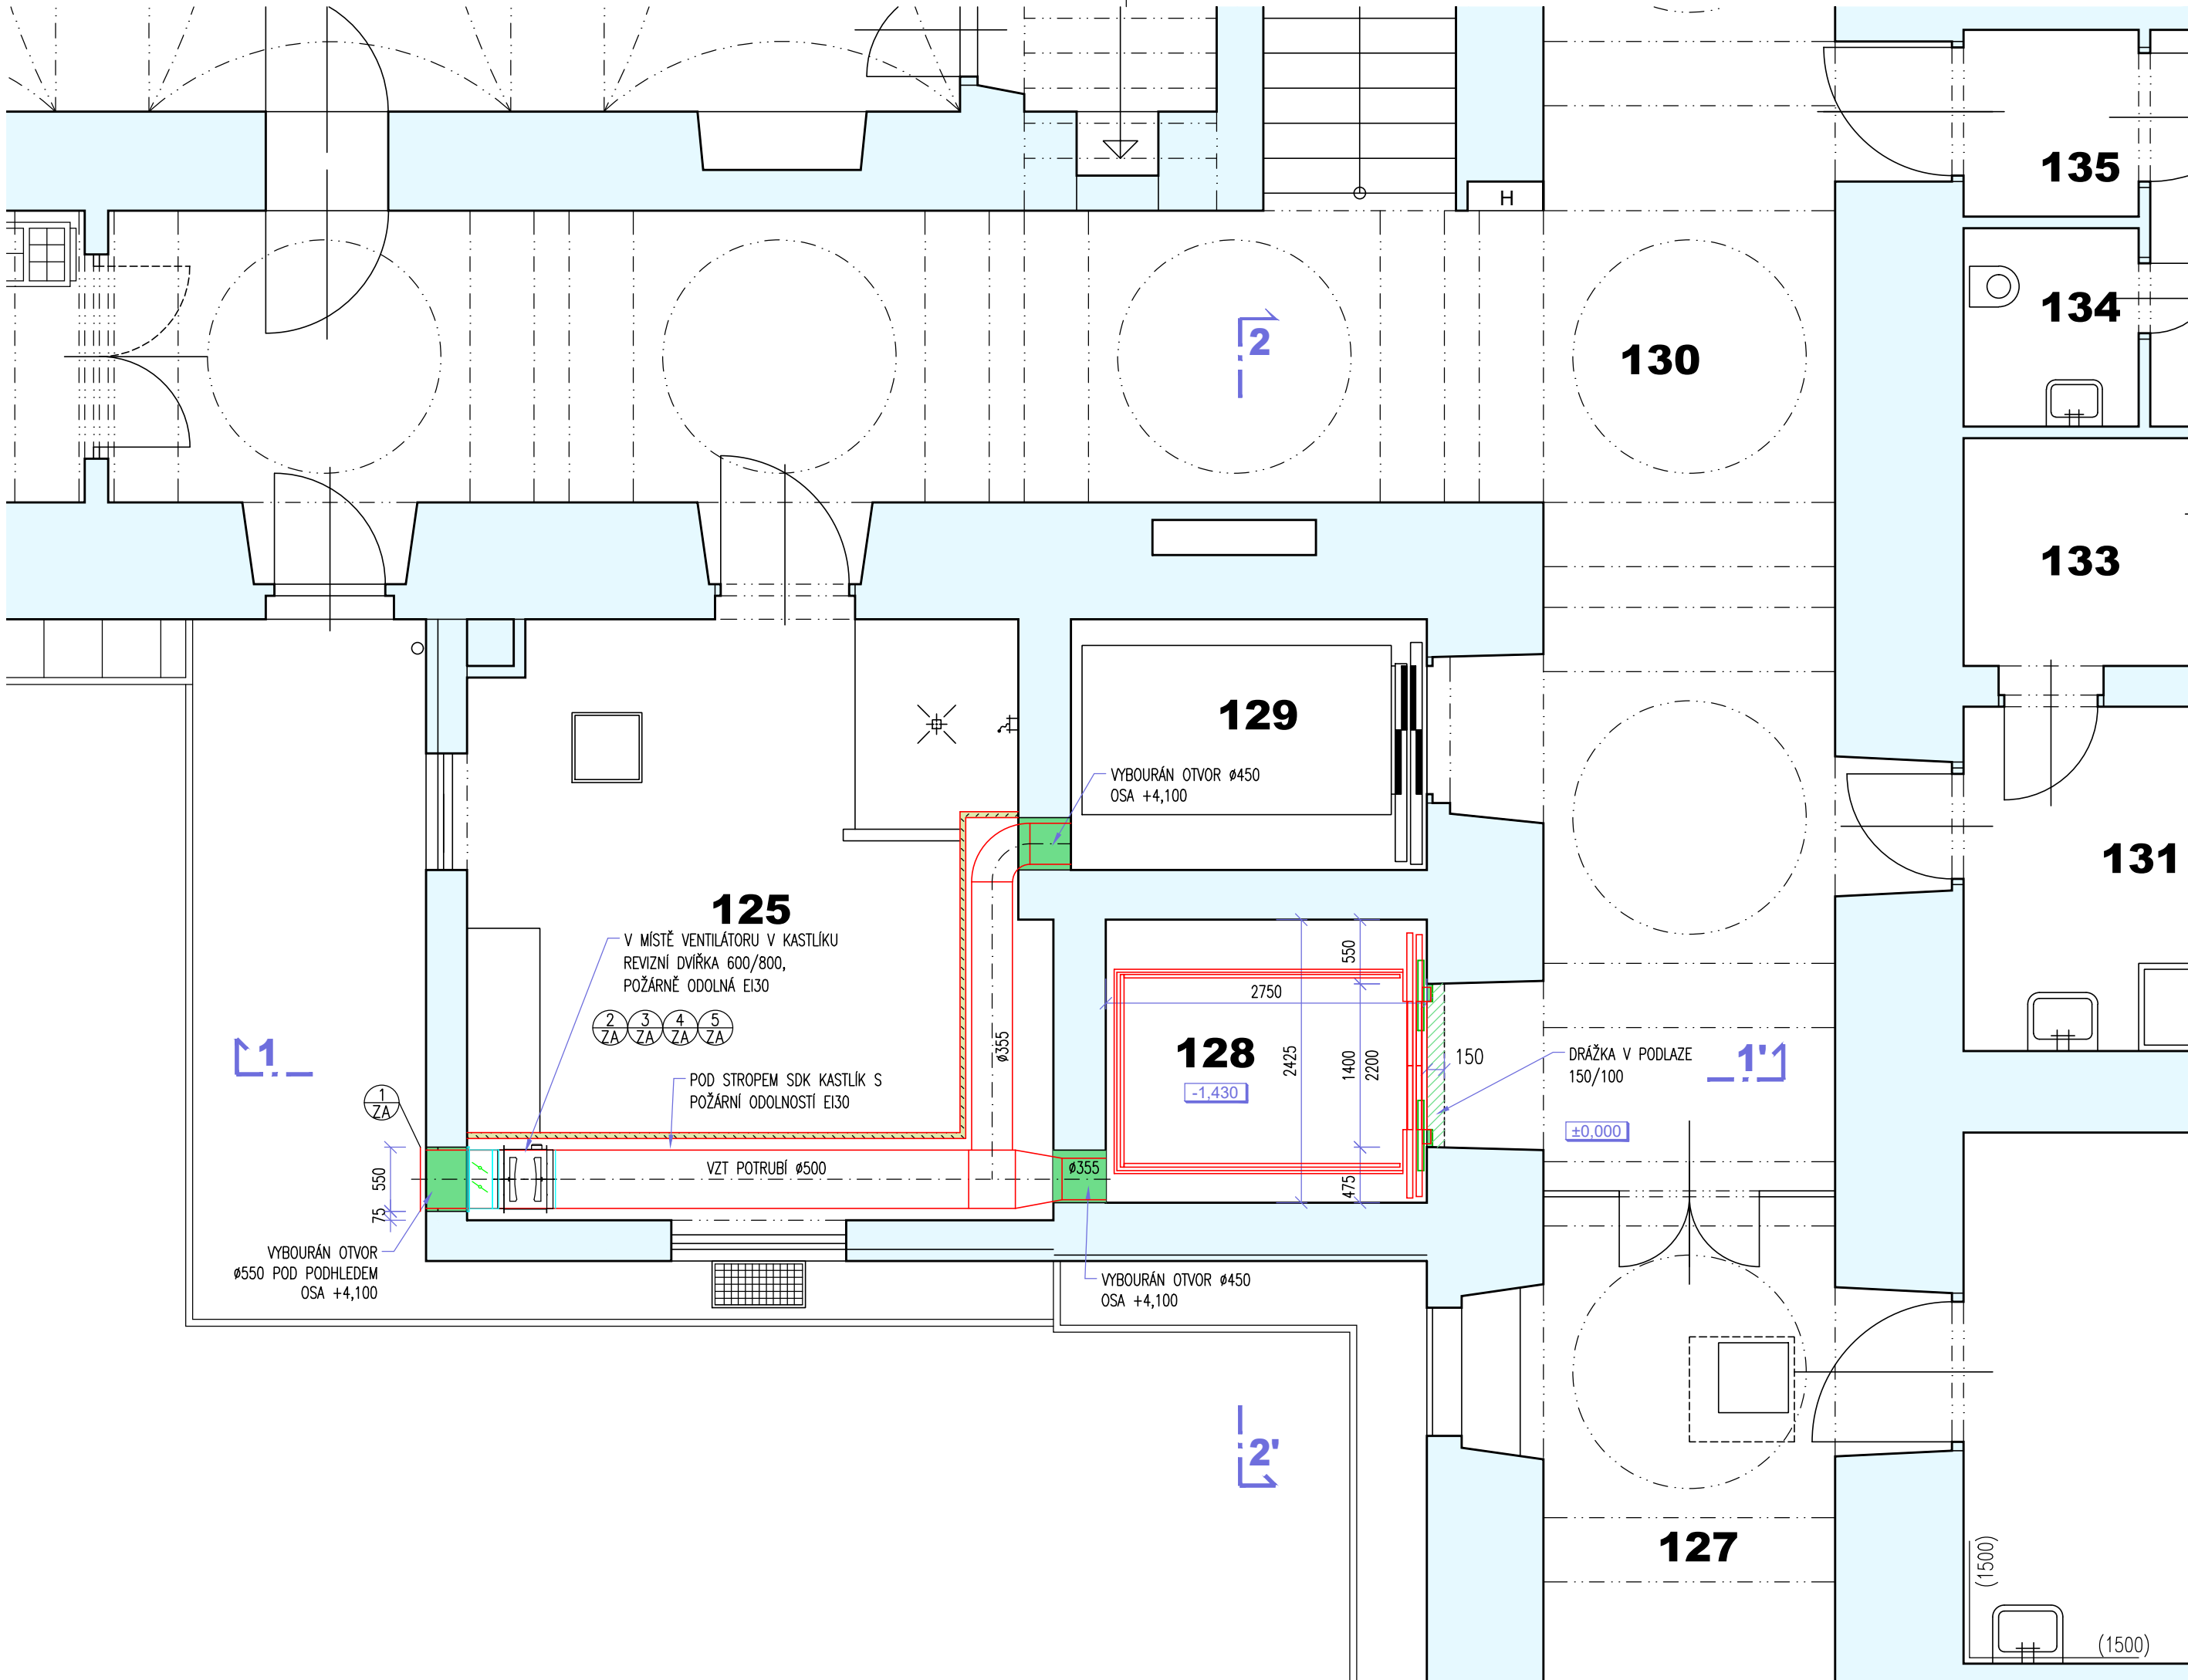 H
135
134
2
130
133
129
VYBOURÁN OTVOR ø450
OSA +4,100
131
125
V MÍSTĚ VENTILÁTORU V KASTLÍKU
REVIZNÍ DVÍŘKA 600/800,
POŽÁRNĚ ODOLNÁ EI30
2
ZA
3
ZA
4
ZA
5
ZA
ø355
550
2750
128
-1,430
2425
1400
2200
475
150
DRÁŽKA V PODLAZE
150/100
1'
±0,000
1
1
ZA
POD STROPEM SDK KASTLÍK S
POŽÁRNÍ ODOLNOSTÍ EI30
VZT POTRUBÍ ø500
ø355
550
75
VYBOURÁN OTVOR
ø550 POD PODHLEDEM
OSA +4,100
VYBOURÁN OTVOR ø450
OSA +4,100
2'
127
(1500)
(1500)